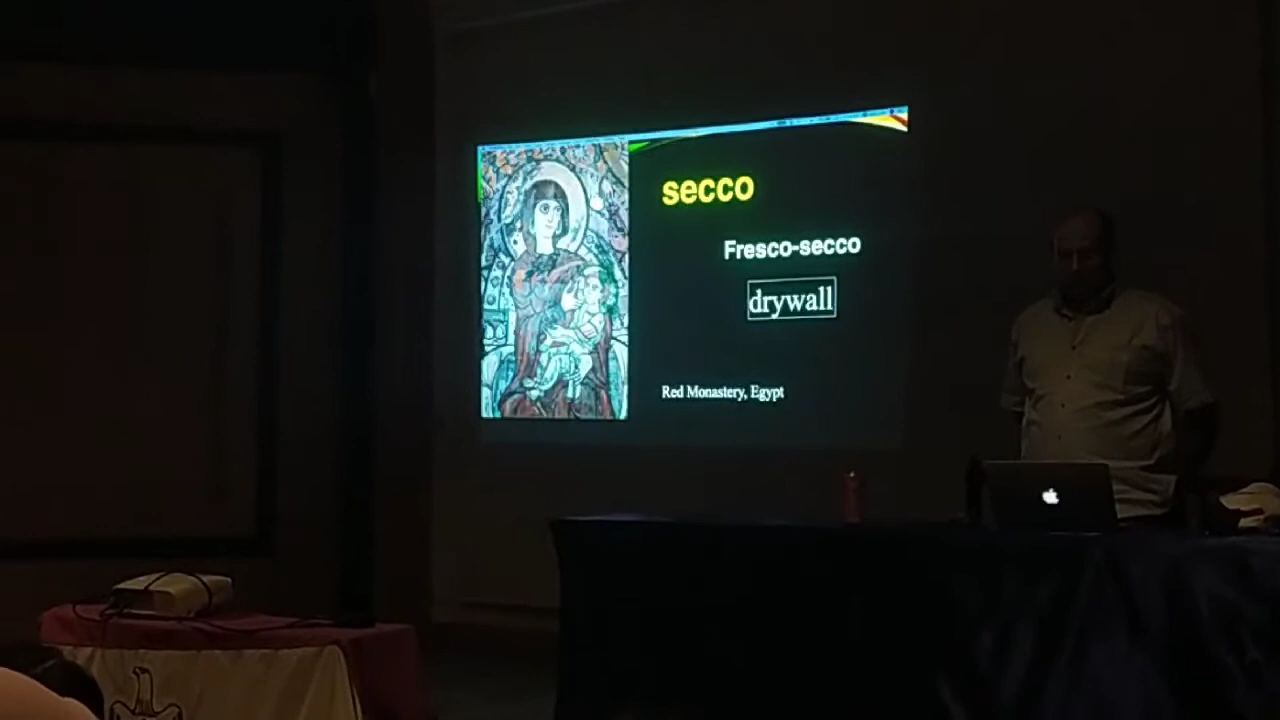 secco
Fresco-secco
drywall
Red Monastery, Egypt